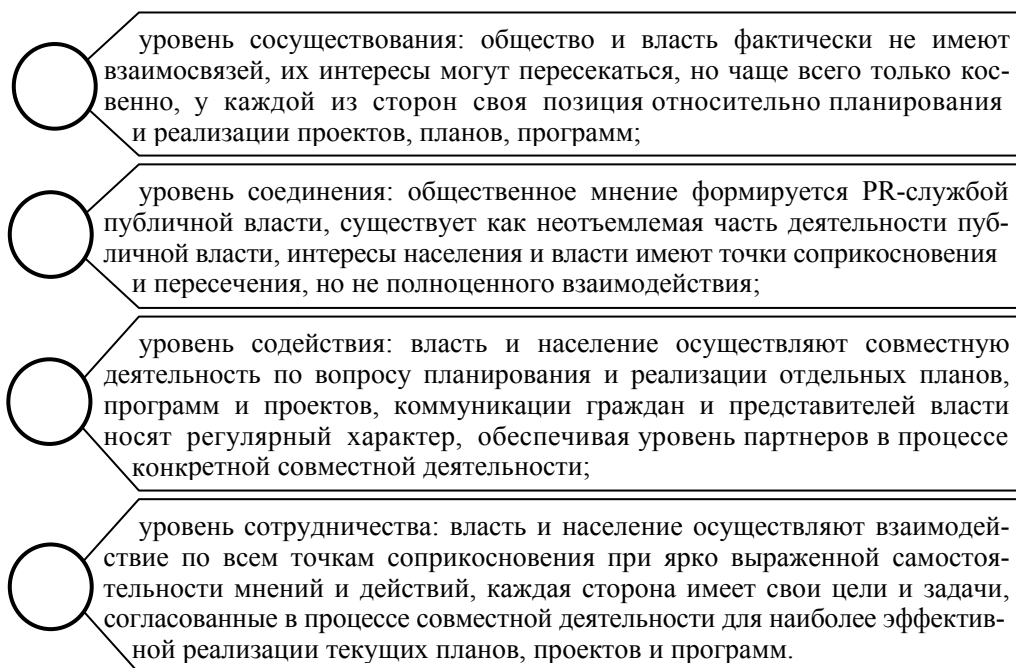 уровень сосуществования: общество и власть фактически не имеют
взаимосвязей, их интересы могут пересекаться, но чаще всего только кос-
венно, у каждой из сторон своя позиция относительно планирования
и реализации проектов, планов, программ;
уровень соединения: общественное мнение формируется PR-службой
публичной власти, существует как неотъемлемая часть деятельности пуб-
личной власти, интересы населения и власти имеют точки соприкосновения
и пересечения, но не полноценного взаимодействия;
уровень содействия: власть и население осуществляют совместную
деятельность по вопросу планирования и реализации отдельных планов,
программ и проектов, коммуникации граждан и представителей власти
носят регулярный характер, обеспечивая уровень партнеров в процессе
конкретной совместной деятельности;
уровень сотрудничества: власть и население осуществляют взаимодей-
ствие по всем точкам соприкосновения при ярко выраженной самостоя-
тельности мнений и действий, каждая сторона имеет свои цели и задачи,
согласованные в процессе совместной деятельности для наиболее эффектив-
ной реализации текущих планов, проектов и программ.